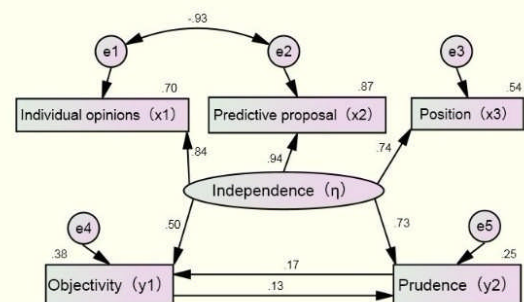 -.93
e1
e2
e3
.70
.87
.54
Individual opinions（x1）
Predictive proposal（x2）
Position（x3）
.84
.94
.74
Independence（η）
.50
.73
e4
e5
.38
.25
.17
Objectivity（y1）
Prudence（y2）
.13